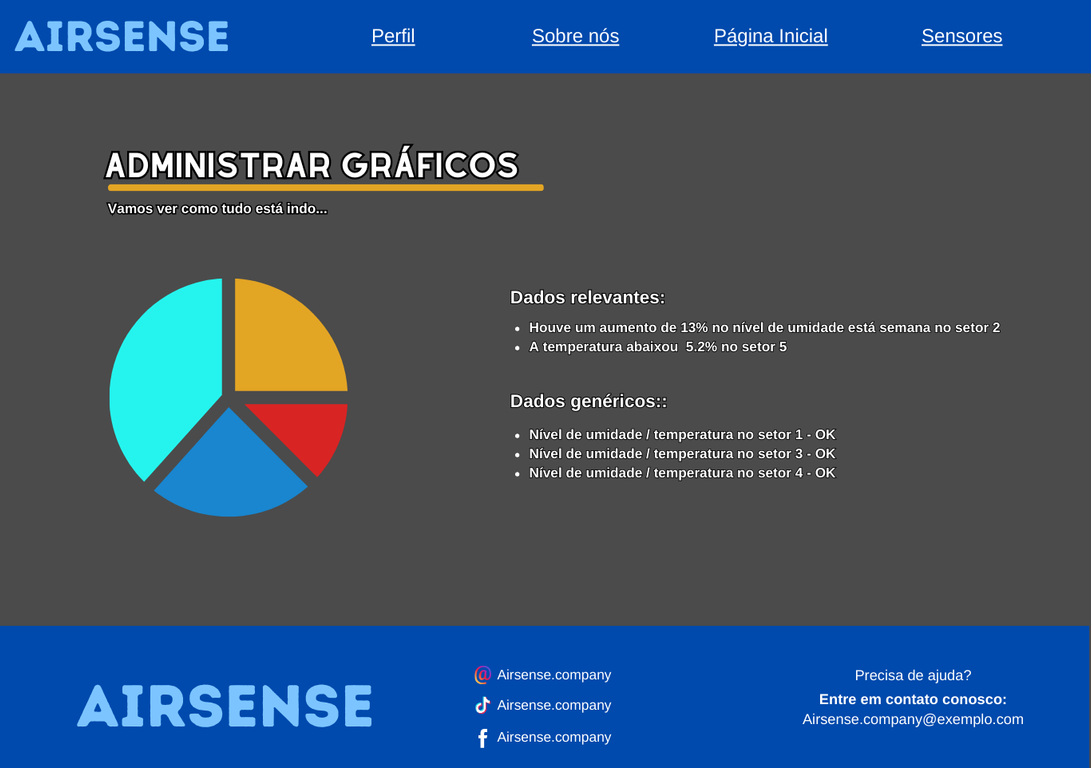 AIRSENSE
Perfil
Sobre nós
Página Inicial
Sensores
ADMINISTRAR GRÁFICOS
Vamos ver como tudo está indo...
Dados relevantes:
• Houve um aumento de 13% no nível de umidade está semana no setor 2
• A temperatura abaixou  5.2% no setor 5
Dados genéricos::
• Nível de umidade / temperatura no setor 1 - OK
• Nível de umidade / temperatura no setor 3 - OK
• Nível de umidade / temperatura no setor 4 - OK
AIRSENSE
@ Airsense.company
Airsense.company
f Airsense.company
Precisa de ajuda?
Entre em contato conosco:
Airsense.company@exemplo.com